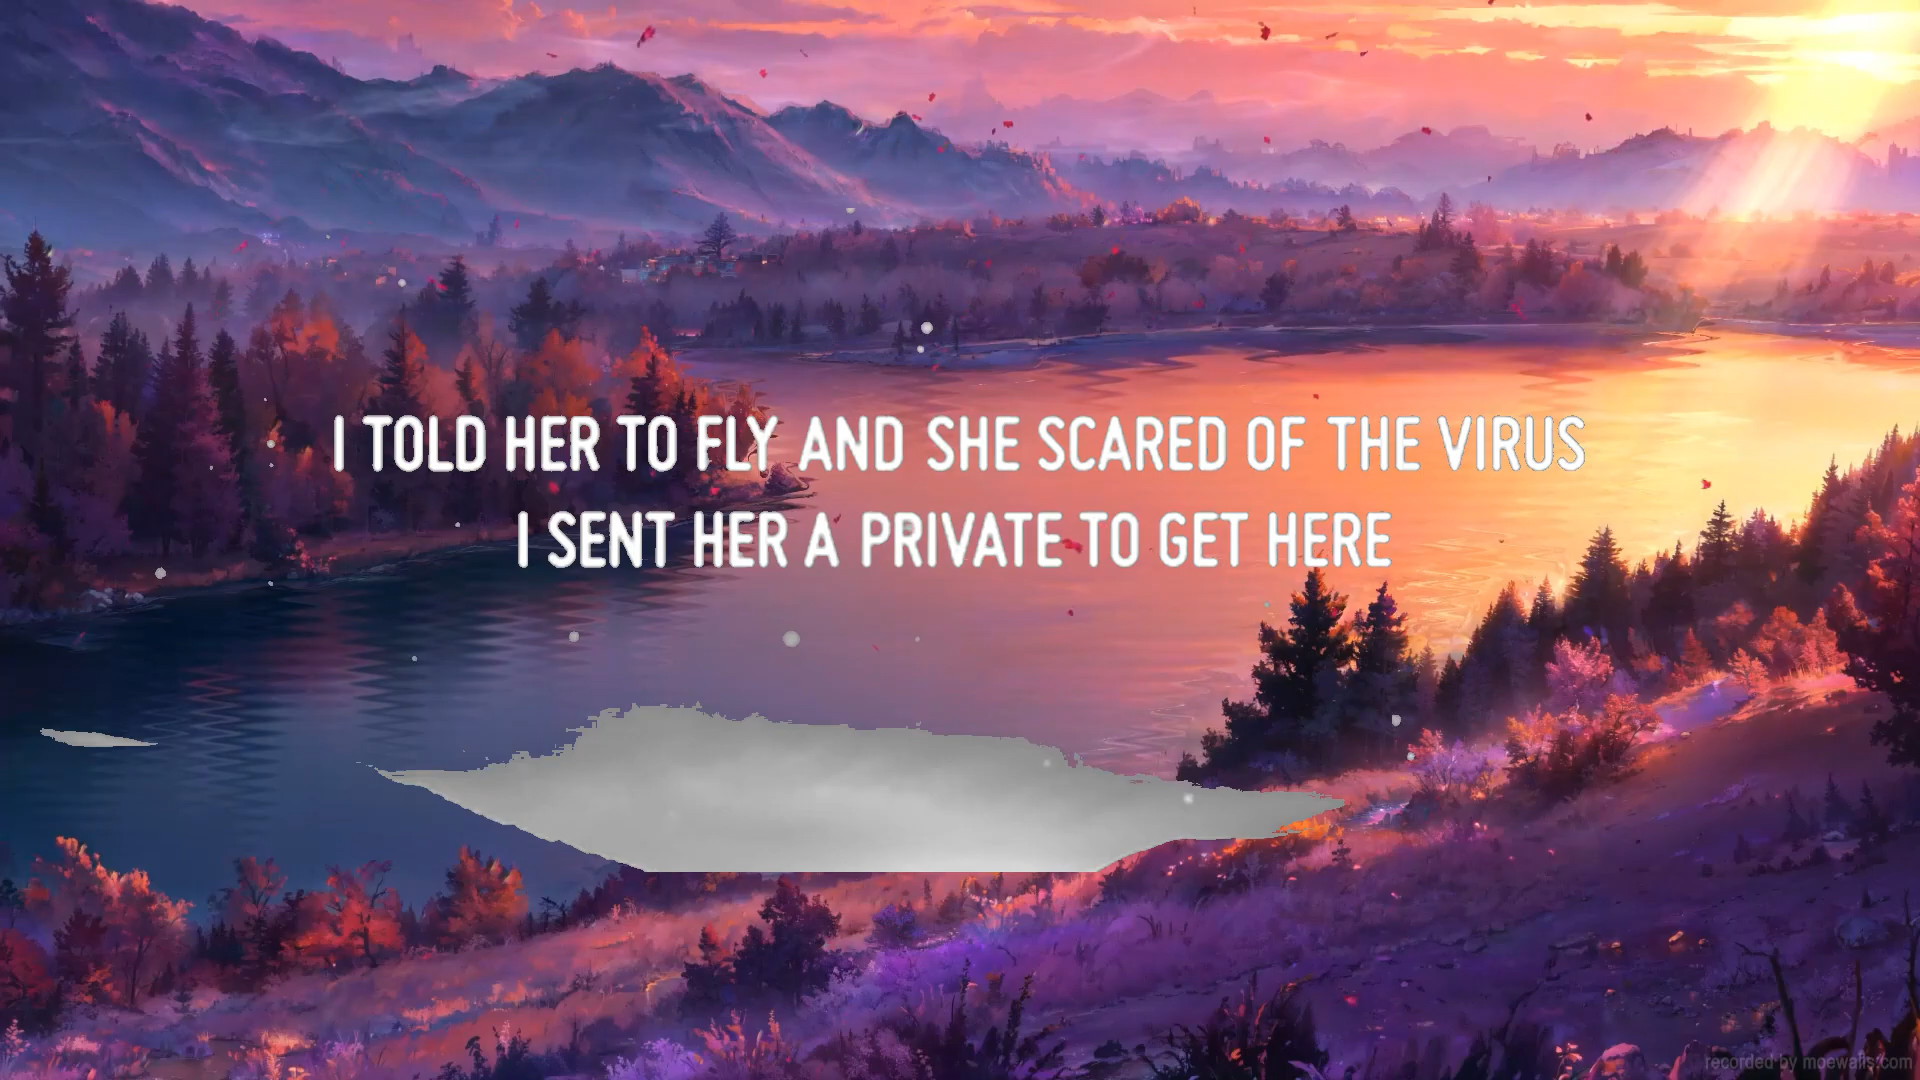 I TOLD HER TO FLY AND SHE SCARED OF THE VIRUS
I SENT HER A PRIVATE TO GET HERE
recorded by moewalls.com